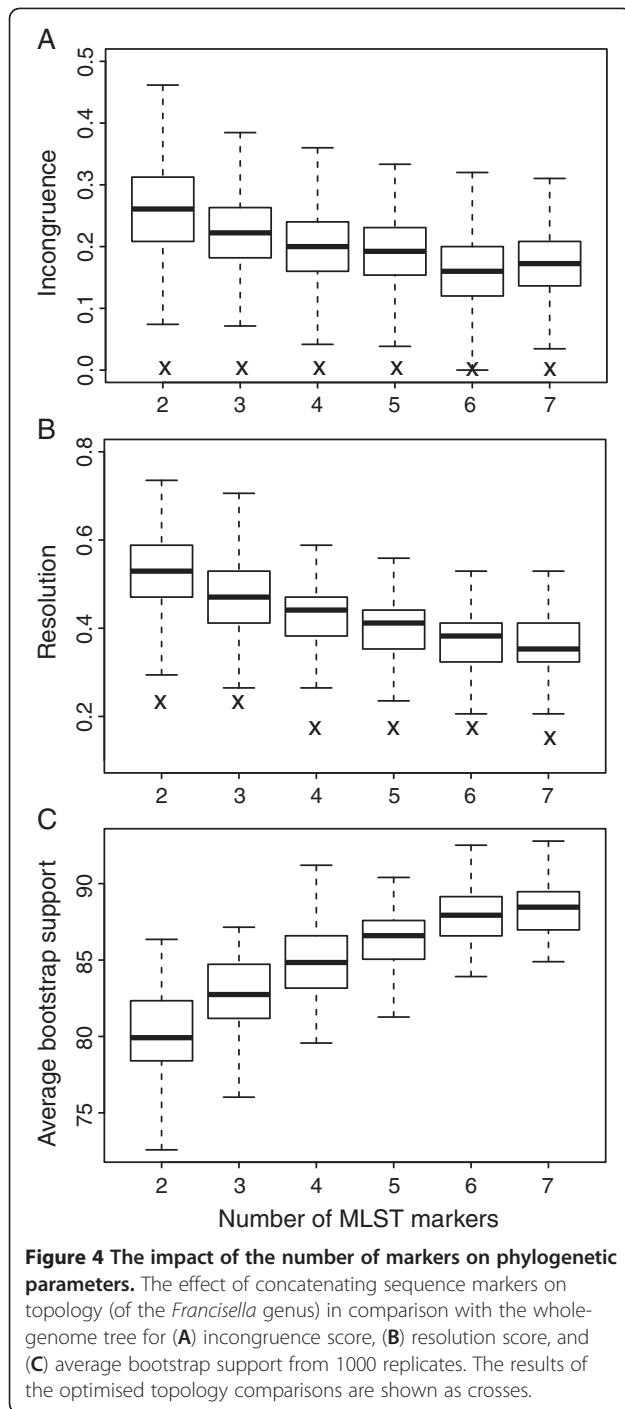 A
Incongruence
0.5
0.4
0.3
0.2
0.1
0.0
x x x x x x
2 3 4 5 6 7
B
Resolution
0.8
0.6
0.4
0.2
x x x x x x
2 3 4 5 6 7
C
Average bootstrap support
90
85
80
75
2 3 4 5 6 7
Number of MLST markers
Figure 4 The impact of the number of markers on phylogenetic
parameters. The effect of concatenating sequence markers on
topology (of the Francisella genus) in comparison with the whole-
genome tree for (A) incongruence score, (B) resolution score, and
(C) average bootstrap support from 1000 replicates. The results of
the optimised topology comparisons are shown as crosses.